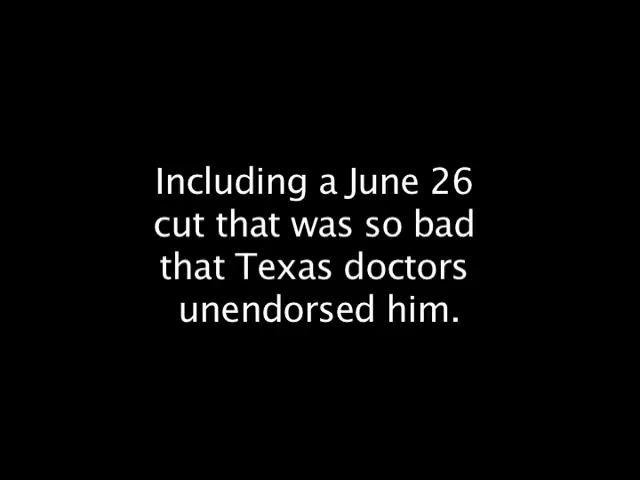 Including a June 26
cut that was so bad
that Texas doctors
unendorsed him.